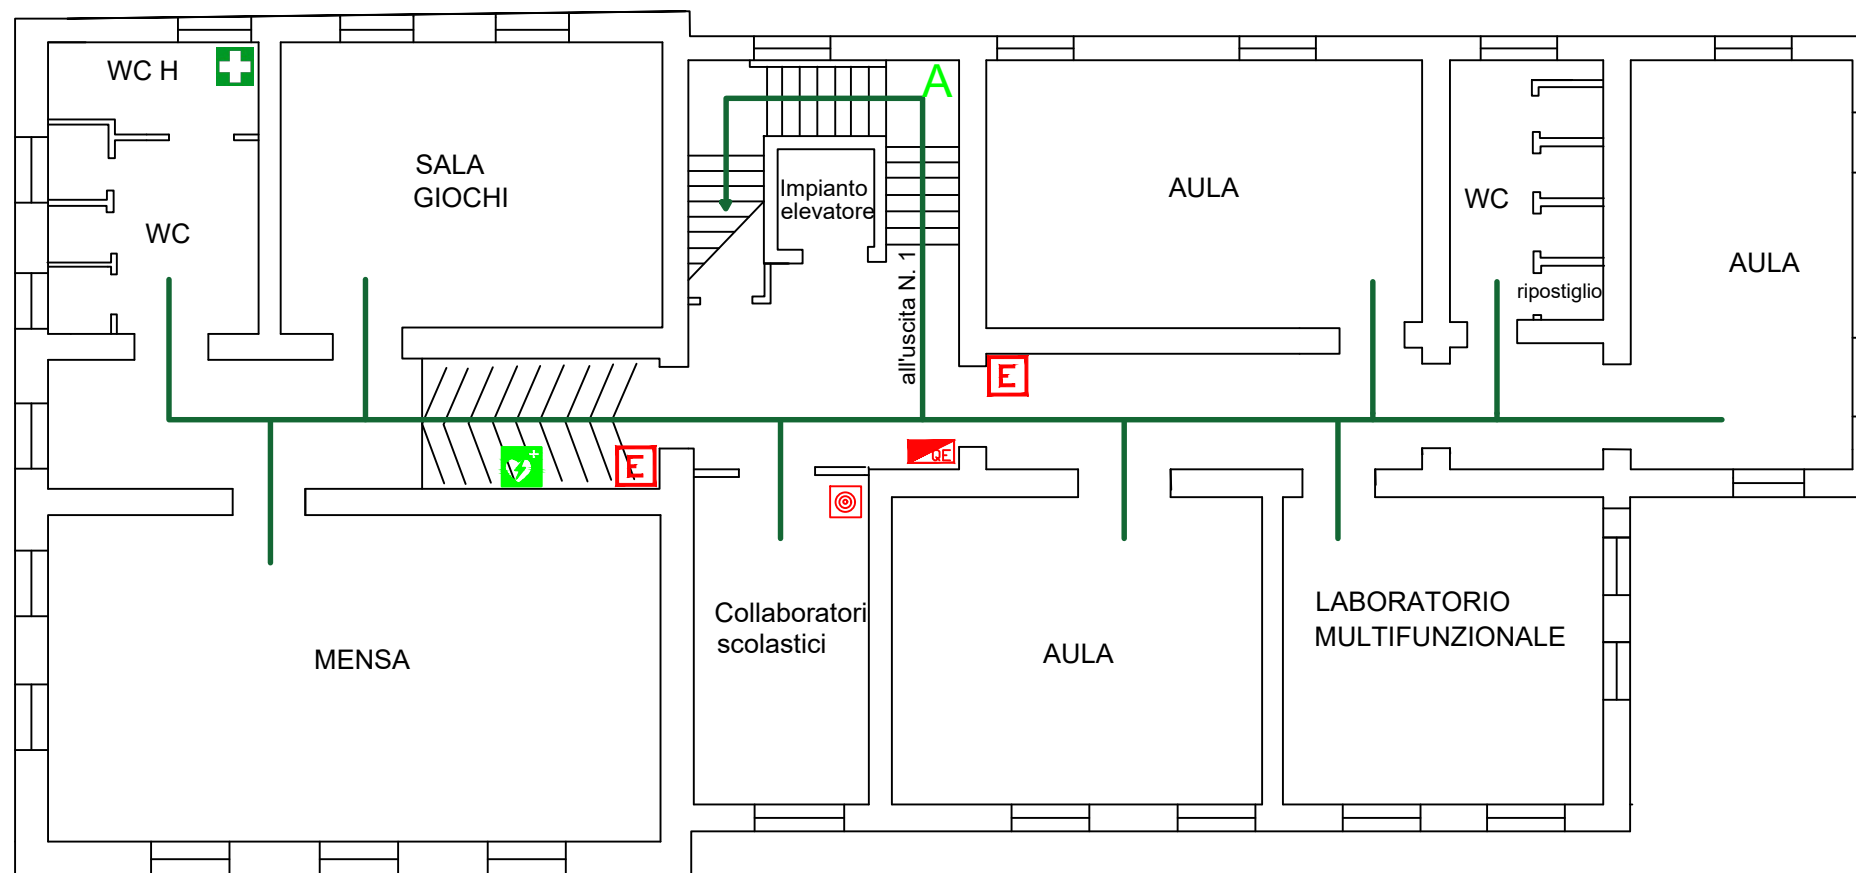 WC H
A
SALA
GIOCHI
Impianto
elevatore
AULA
WC
WC
AULA
ripostiglio
all'uscita N. 1
E
E
QE
Collaboratori
scolastici
LABORATORIO
MULTIFUNZIONALE
MENSA
AULA